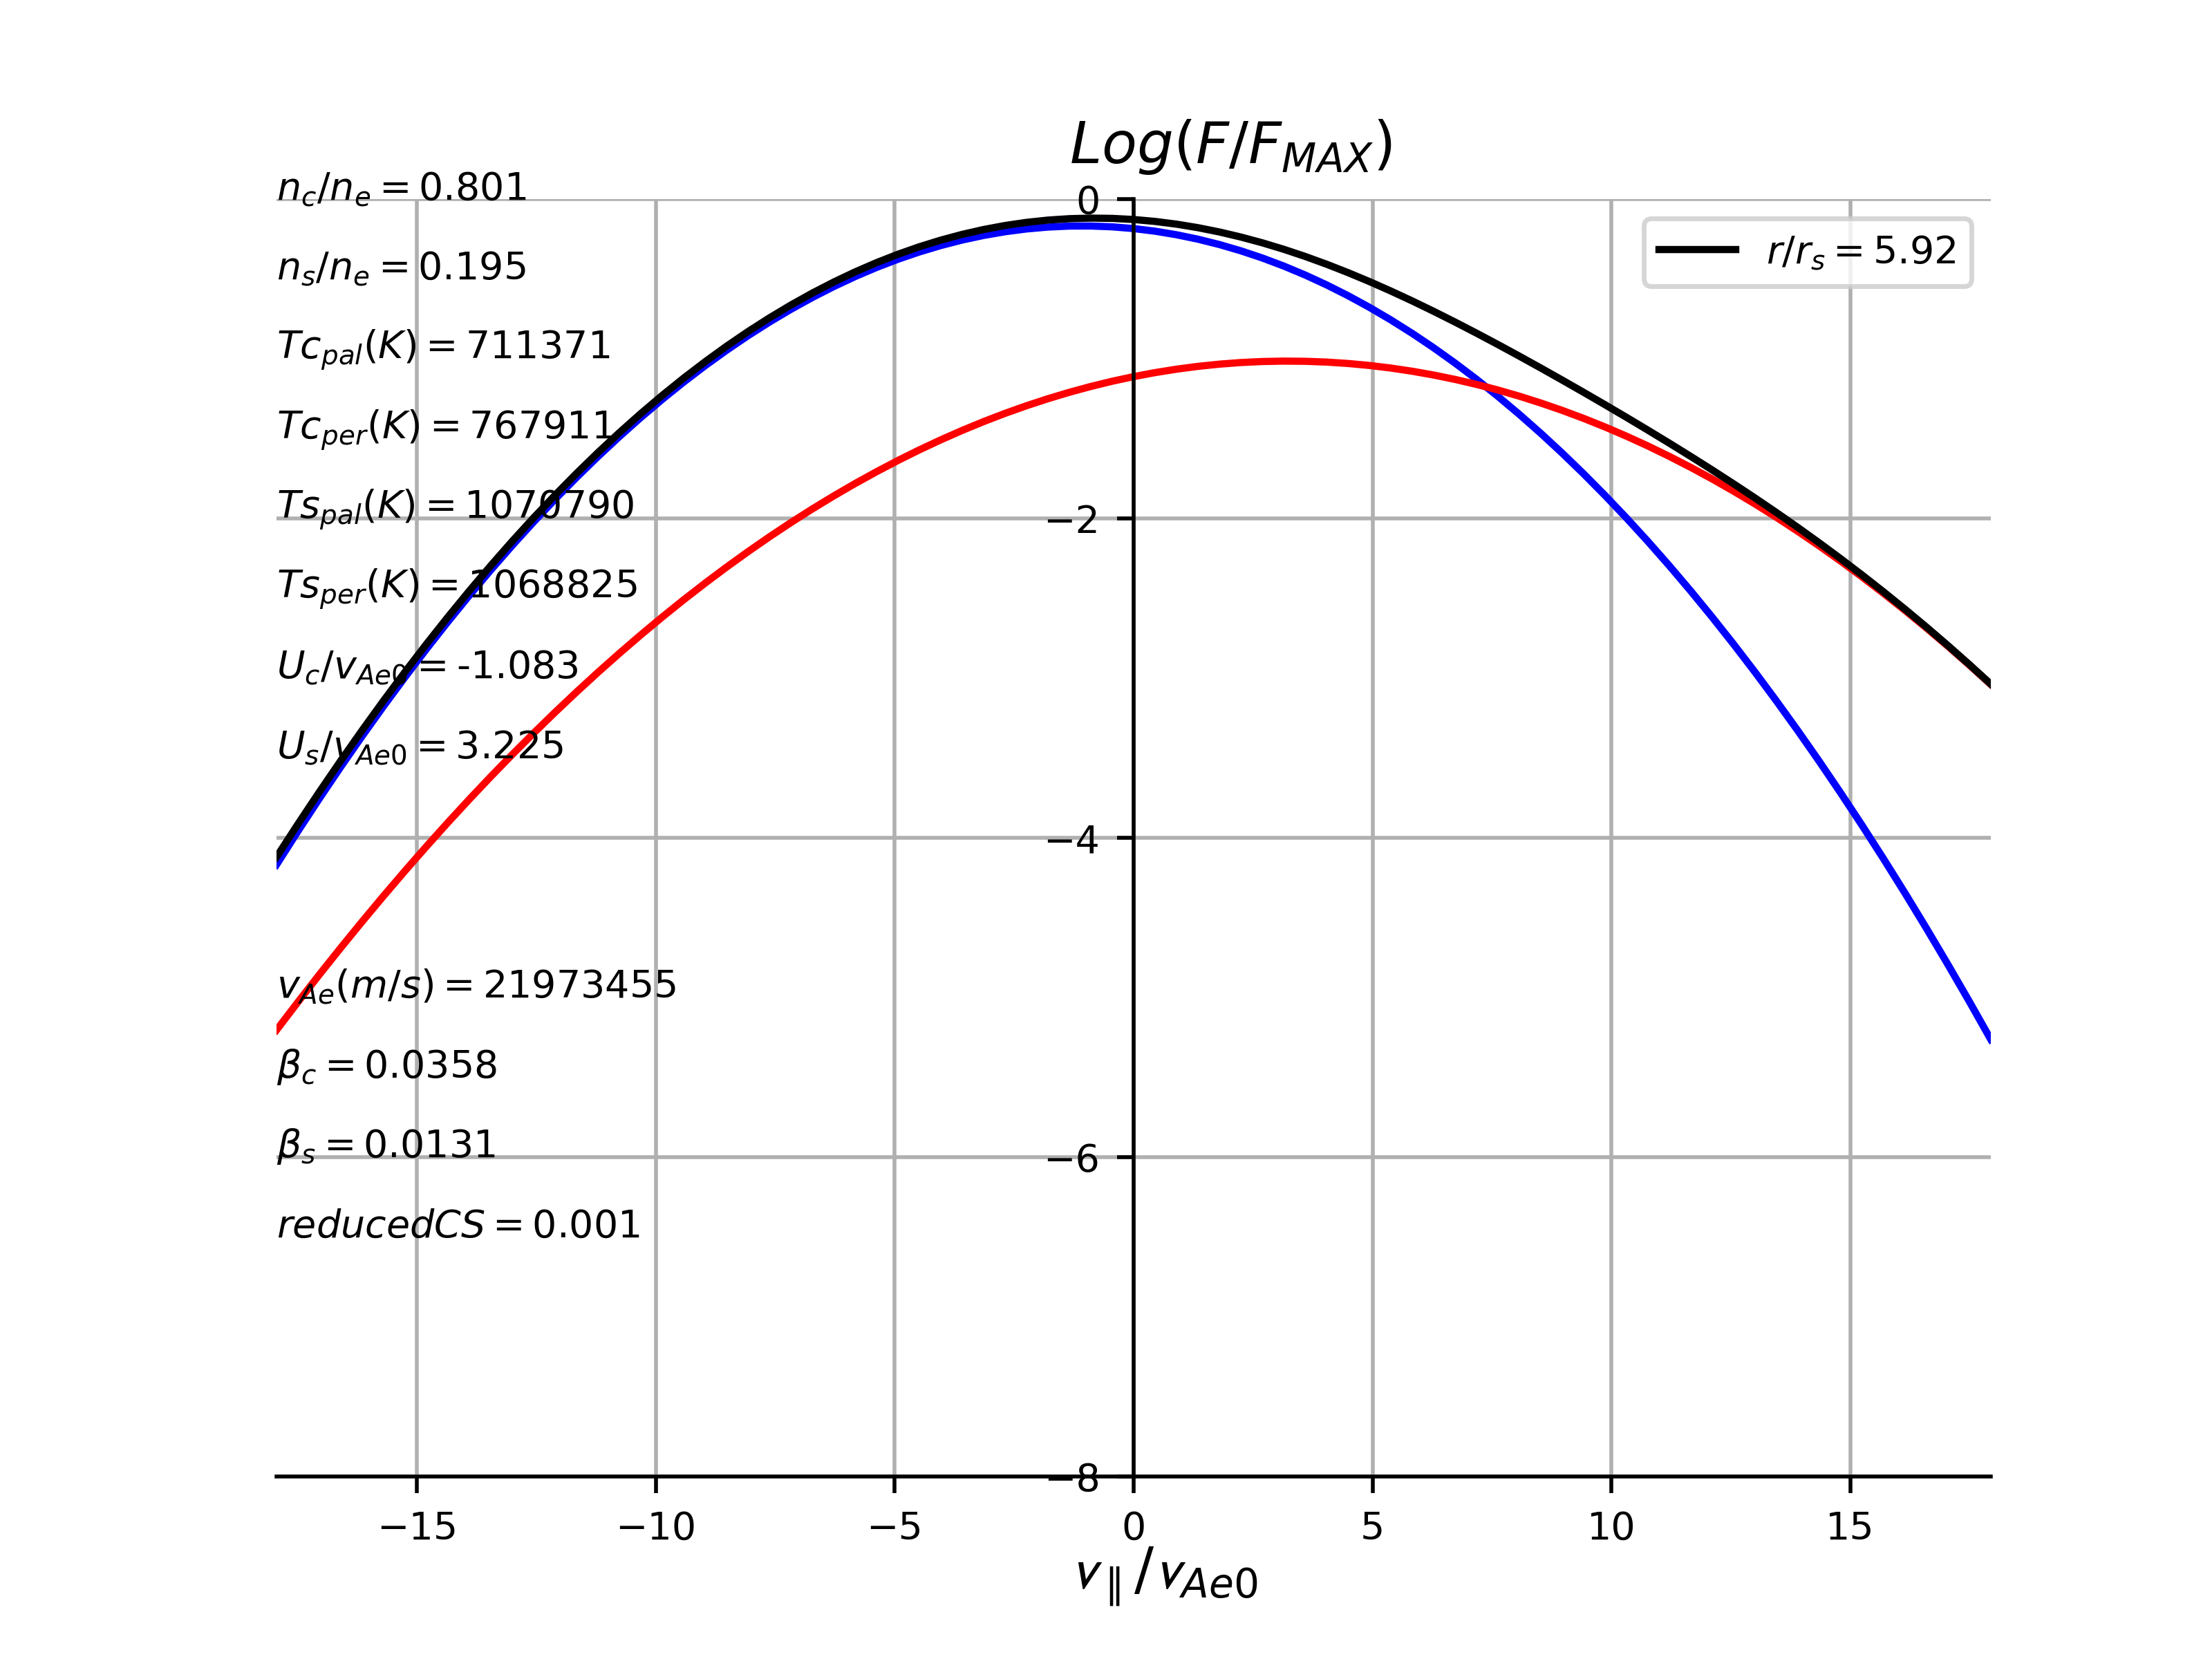 Log(F/F_MAX)
n_c/n_e = 0.801
n_s/n_e = 0.195
Tc_pal(K) = 711371
Tc_per(K) = 767911
Ts_pal(K) = 1070790
Ts_per(K) = 1068825
U_c/v_Ae0 = -1.083
U_s/v_Ae0 = 3.225
v_Ae(m/s) = 21973455
β_c = 0.0358
β_s = 0.0131
reducedCS = 0.001
r/r_s = 5.92
0
−2
−4
−6
−8
−15 −10 −5 0 5 10 15
v_∥/v_Ae0